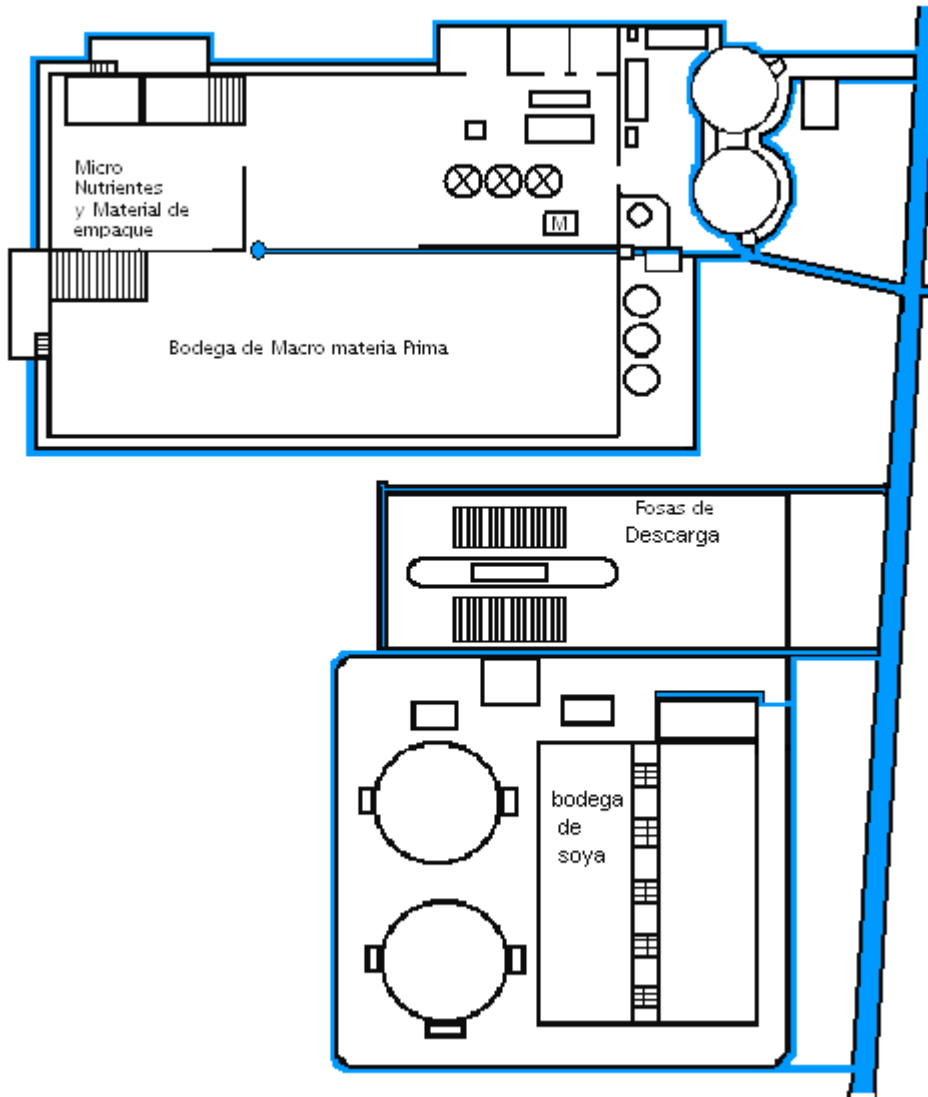 Micro
Nutrientes
y Material de
empaque
M
Bodega de Macro materia Prima
Fosas de
Descarga
bodega
de
soya